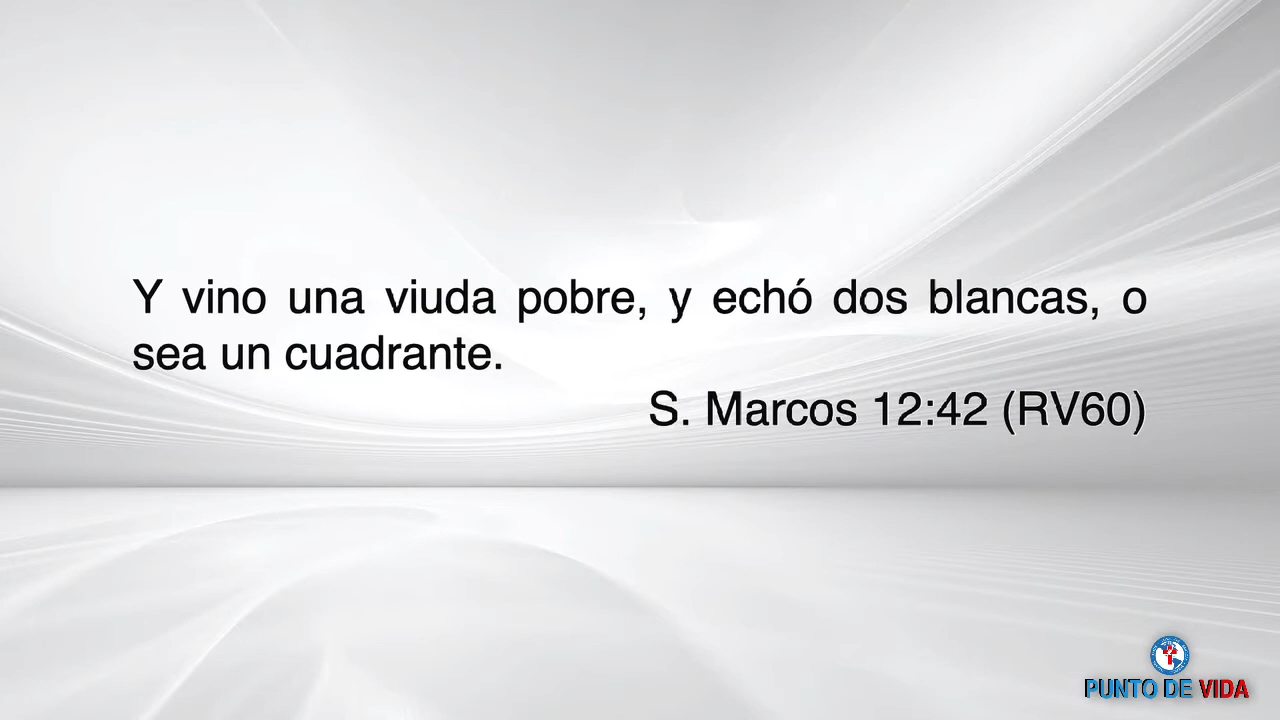 Y vino una viuda pobre, y echó dos blancas, o
sea un cuadrante.
S. Marcos 12:42 (RV60)
PUNTO DE VIDA